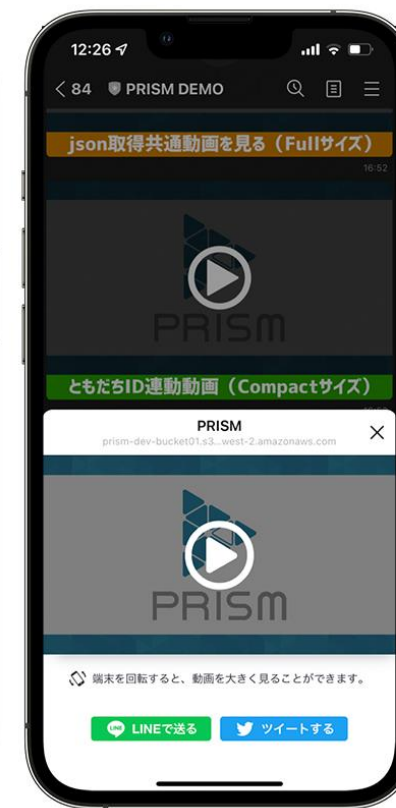 12:26
84 PRISM DEMO
json取得共通動画を見る（Fullサイズ）
16:52
PRISM
ともだちID連動動画（Compactサイズ）
PRISM
prism-dev-bucket01.s3...west-2.amazonaws.com
PRISM
端末を回転すると、動画を大きく見ることができます。
LINE LINEで送る ツイートする